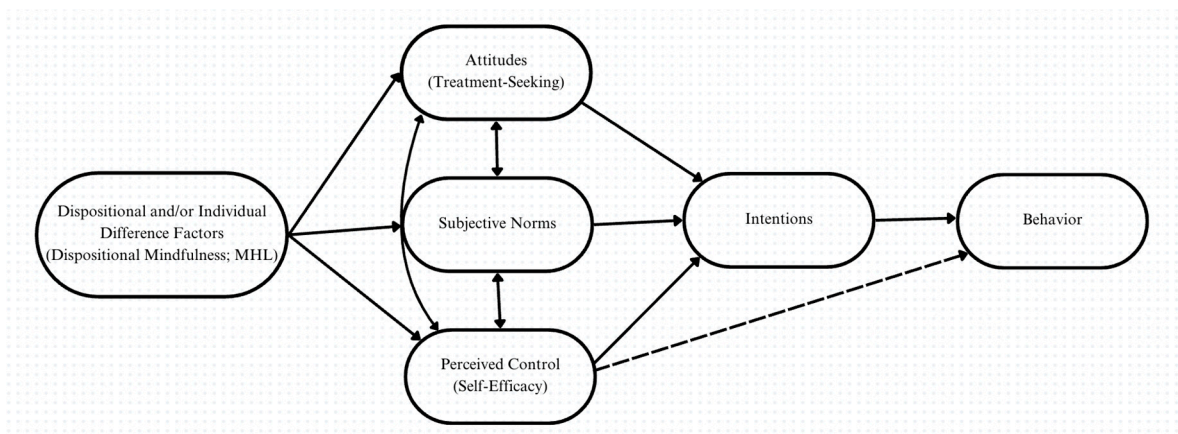 Attitudes
(Treatment-Seeking)
Dispositional and/or Individual
Difference Factors
(Dispositional Mindfulness; MHL)
Subjective Norms
Intentions
Behavior
Perceived Control
(Self-Efficacy)